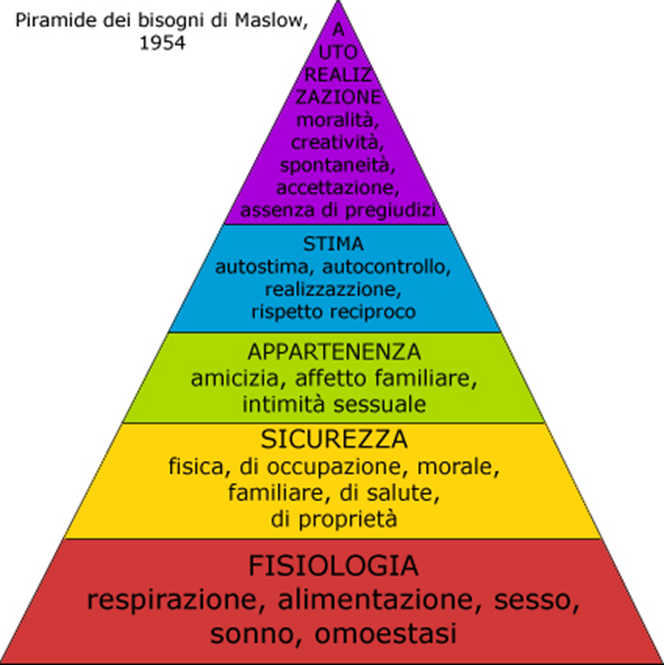 Piramide dei bisogni di Maslow,
1954
A
UTO
REALIZ
ZAZIONE
moralità,
creatività,
spontaneità,
accettazione,
assenza di pregiudizi
STIMA
autostima, autocontrollo,
realizzazzione,
rispetto reciproco
APPARTENENZA
amicizia, affetto familiare,
intimità sessuale
SICUREZZA
fisica, di occupazione, morale,
familiare, di salute,
di proprietà
FISIOLOGIA
respirazione, alimentazione, sesso,
sonno, omoestasi